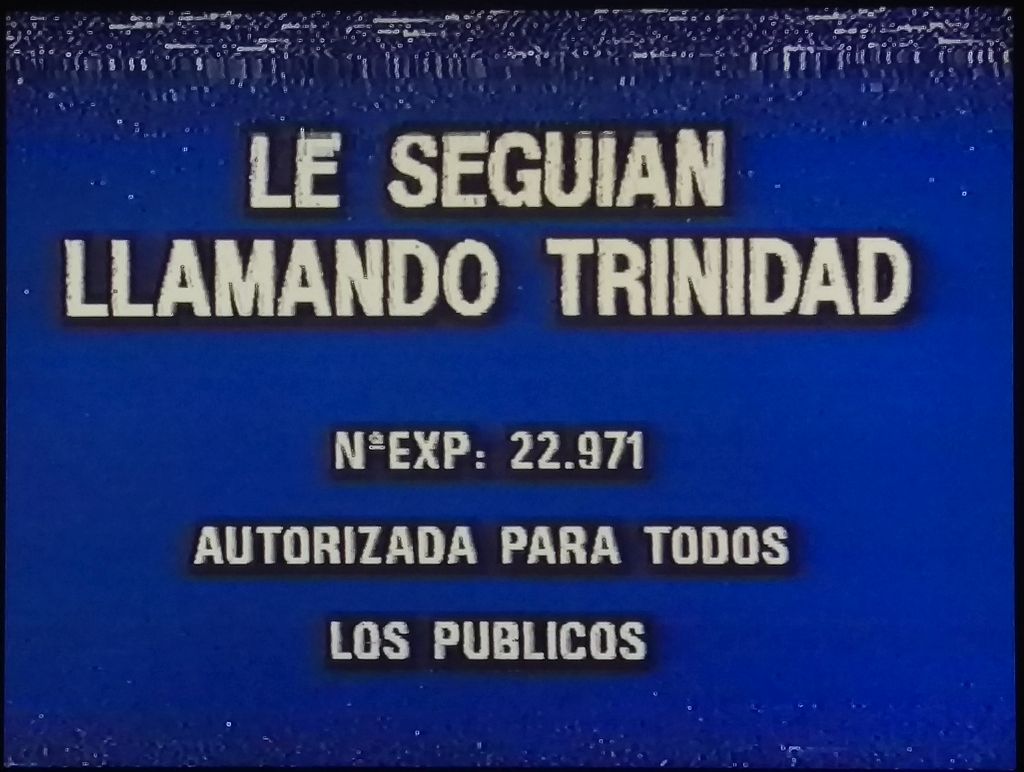 LE SEGUIAN
LLAMANDO TRINIDAD
NºEXP: 22.971
AUTORIZADA PARA TODOS
LOS PUBLICOS